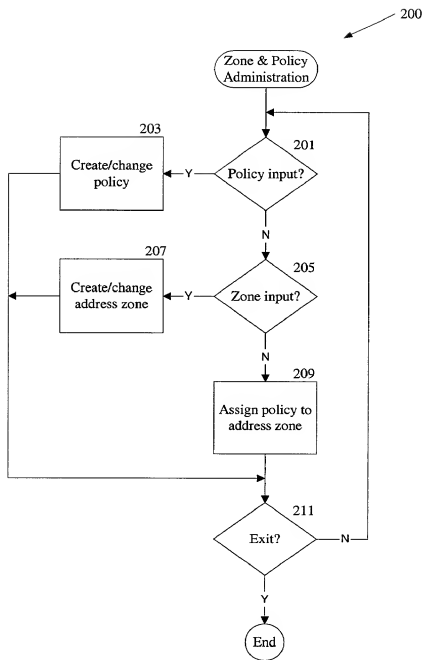 200
Zone & Policy
Administration
203
201
Create/change
policy
Y
Policy input?
N
207
205
Create/change
address zone
Y
Zone input?
N
209
Assign policy to
address zone
211
Exit?
N
Y
End